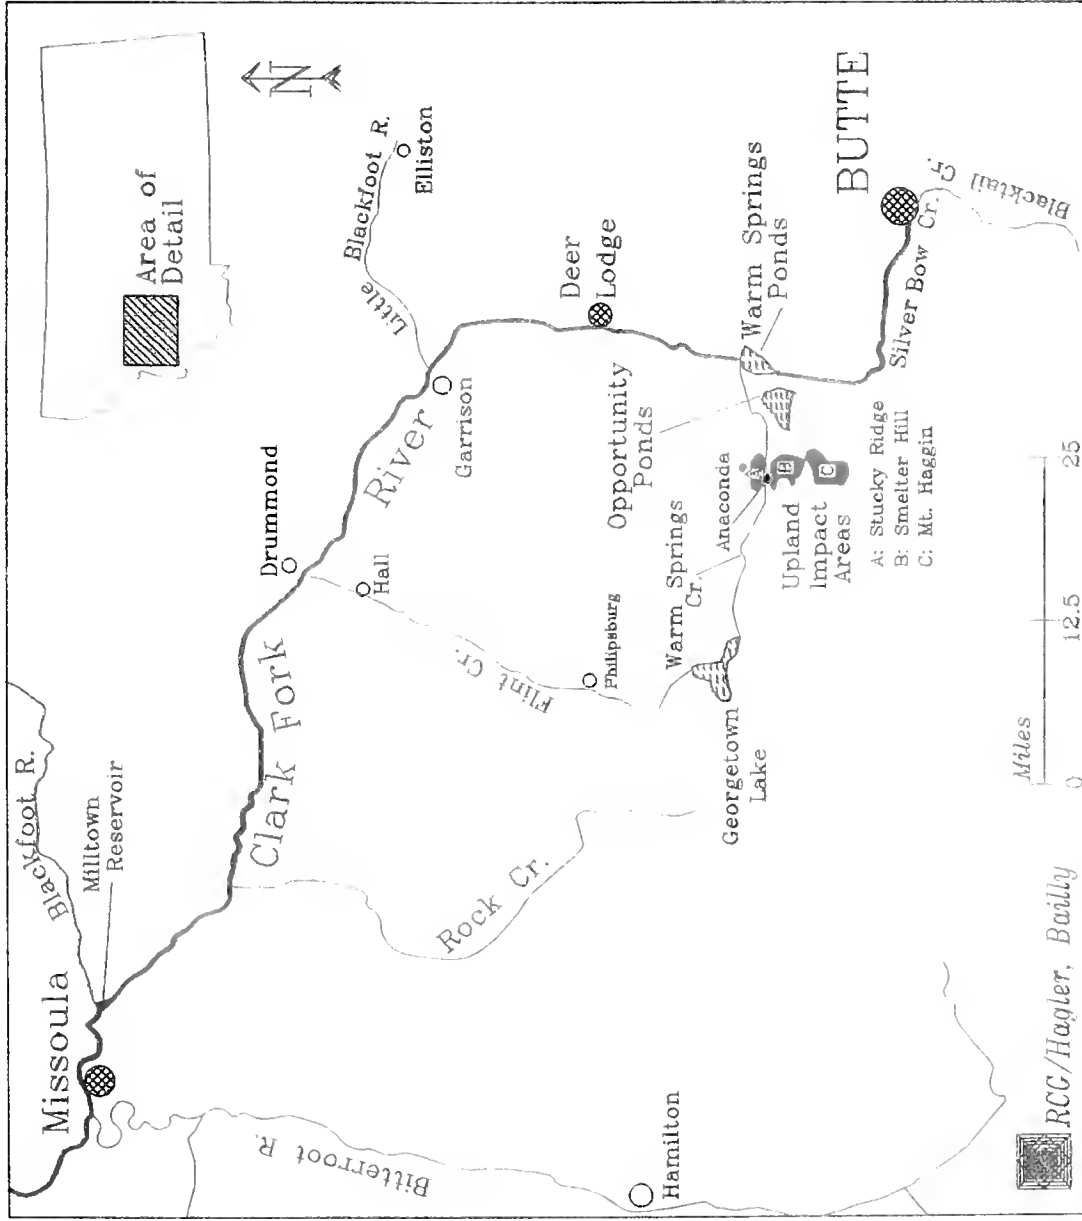 Area of
Detail
N
Missoula
Blackfoot R.
Milltown
Reservoir
Clark Fork
River
Drummond
Hall
Garrison
Little Blackfoot R.
Elliston
Deer
Lodge
Flint Cr.
Philipsburg
Rock Cr.
Bitterroot
R.
Hamilton
Georgetown
Lake
Warm Springs
Cr.
Anaconda
Opportunity
Ponds
Warm Springs
Ponds
BUTTE
Silver Bow Cr.
Blacktail Cr.
A
B
C
Upland
Impact
Areas
A: Stucky Ridge
B: Smelter Hill
C: Mt. Haggin
Miles
0 12.5 25
RCG/Hagler, Bailly